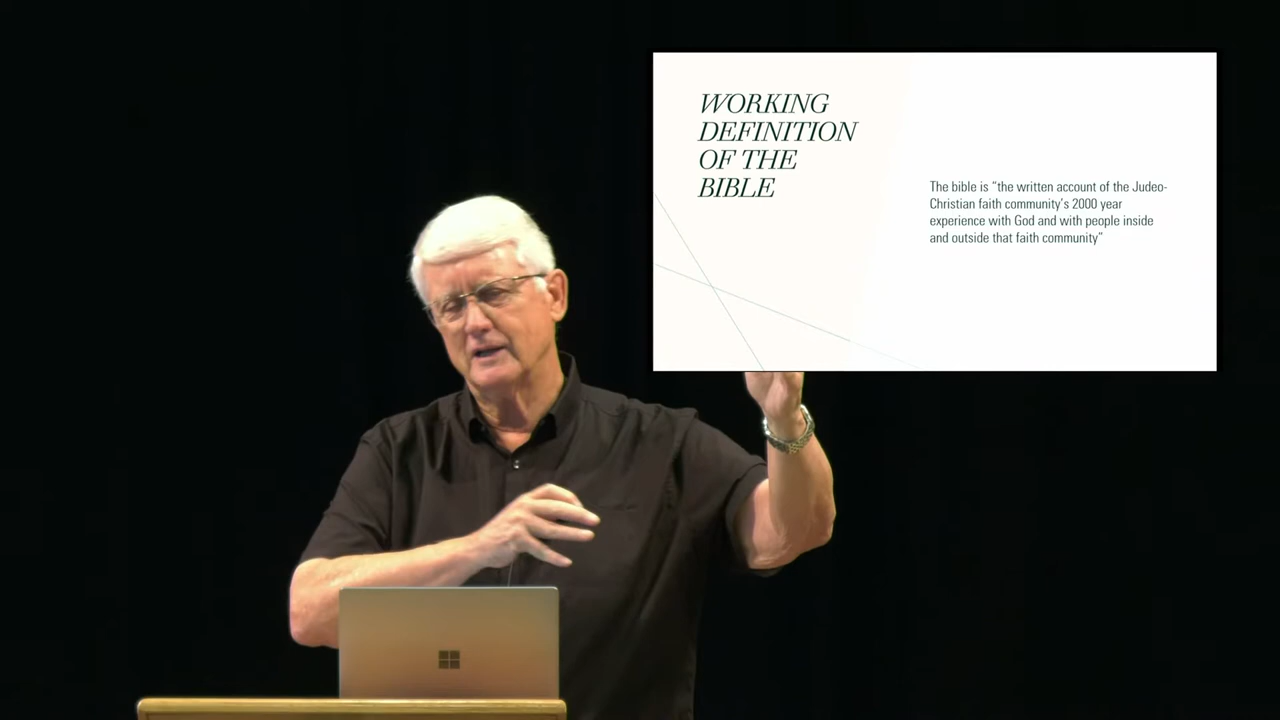 WORKING
DEFINITION
OF THE
BIBLE
The bible is “the written account of the Judeo-
Christian faith community's 2000 year
experience with God and with people inside
and outside that faith community”